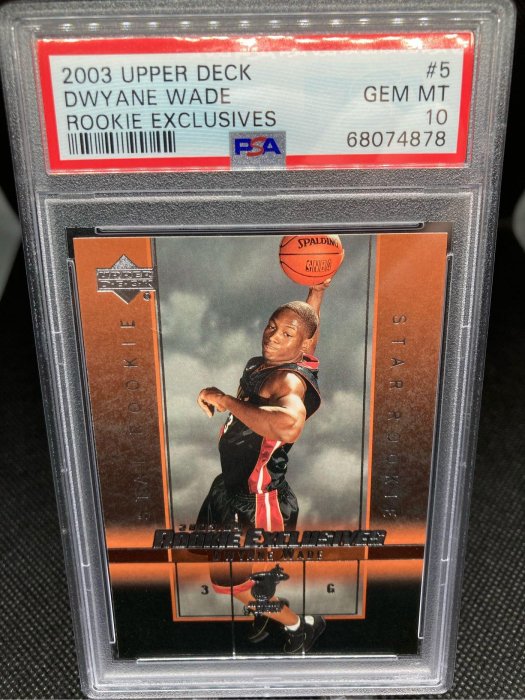 2003 UPPER DECK #5
DWYANE WADE GEM MT
ROOKIE EXCLUSIVES 10
PSA 68074878
SPALDING
UPPER DECK
STAR ROOKIE
STAR ROOKIE
ROOKIE EXCLUSIVES
DWYANE WADE
3 G